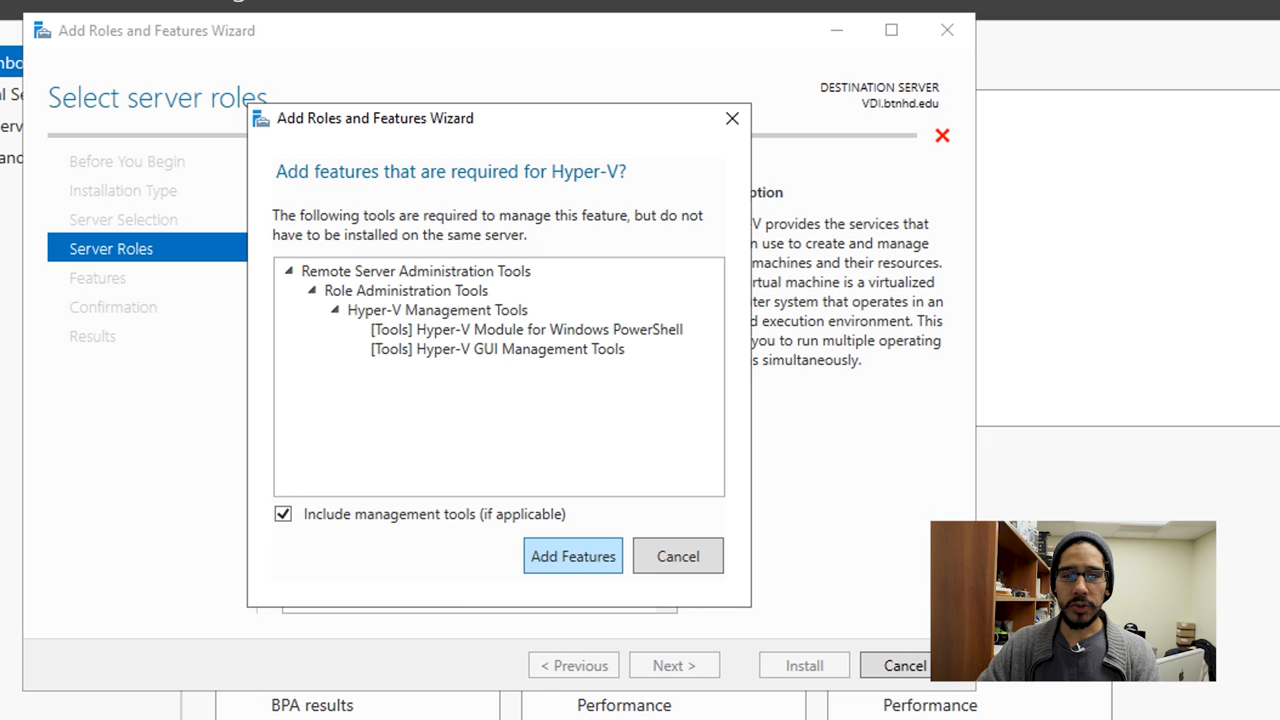 Add Roles and Features Wizard
Select server roles
DESTINATION SERVER
VDI.btnhd.edu
Before You Begin
Installation Type
Server Selection
Server Roles
Features
Confirmation
Results
Add Roles and Features Wizard
Add features that are required for Hyper-V?
The following tools are required to manage this feature, but do not
have to be installed on the same server.
Remote Server Administration Tools
Role Administration Tools
Hyper-V Management Tools
[Tools] Hyper-V Module for Windows PowerShell
[Tools] Hyper-V GUI Management Tools
Include management tools (if applicable)
Add Features
Cancel
V provides the services that
use to create and manage
machines and their resources.
machine is a virtualized
system that operates in an
execution environment. This
you to run multiple operating
simultaneously.
< Previous
Next >
Install
Cancel
BPA results
Performance
Performance